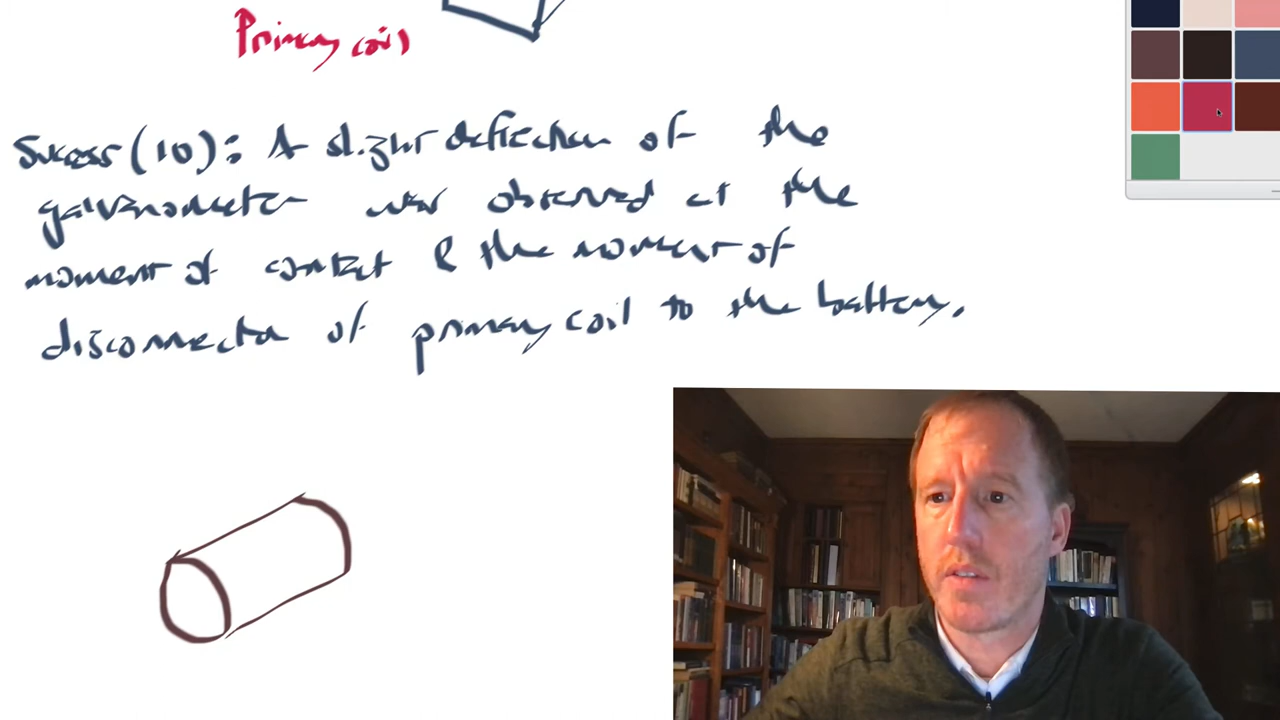 Primary coil
Success (10): A slight deflection of the
galvanometer was observed at the
moment of contact & the moment of
disconnection of primary coil to the battery.